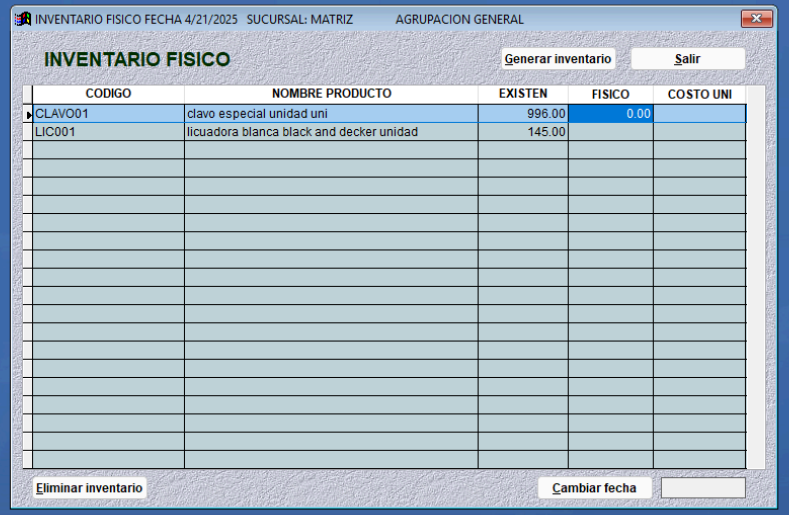 INVENTARIO FISICO FECHA 4/21/2025 SUCURSAL: MATRIZ AGRUPACION GENERAL
INVENTARIO FISICO Generar inventario Salir
CODIGO NOMBRE PRODUCTO EXISTEN FISICO COSTO UNI
CLAVO01 clavo especial unidad uni 996.00 0.00
LIC001 licuadora blanca black and decker unidad 145.00
Eliminar inventario Cambiar fecha